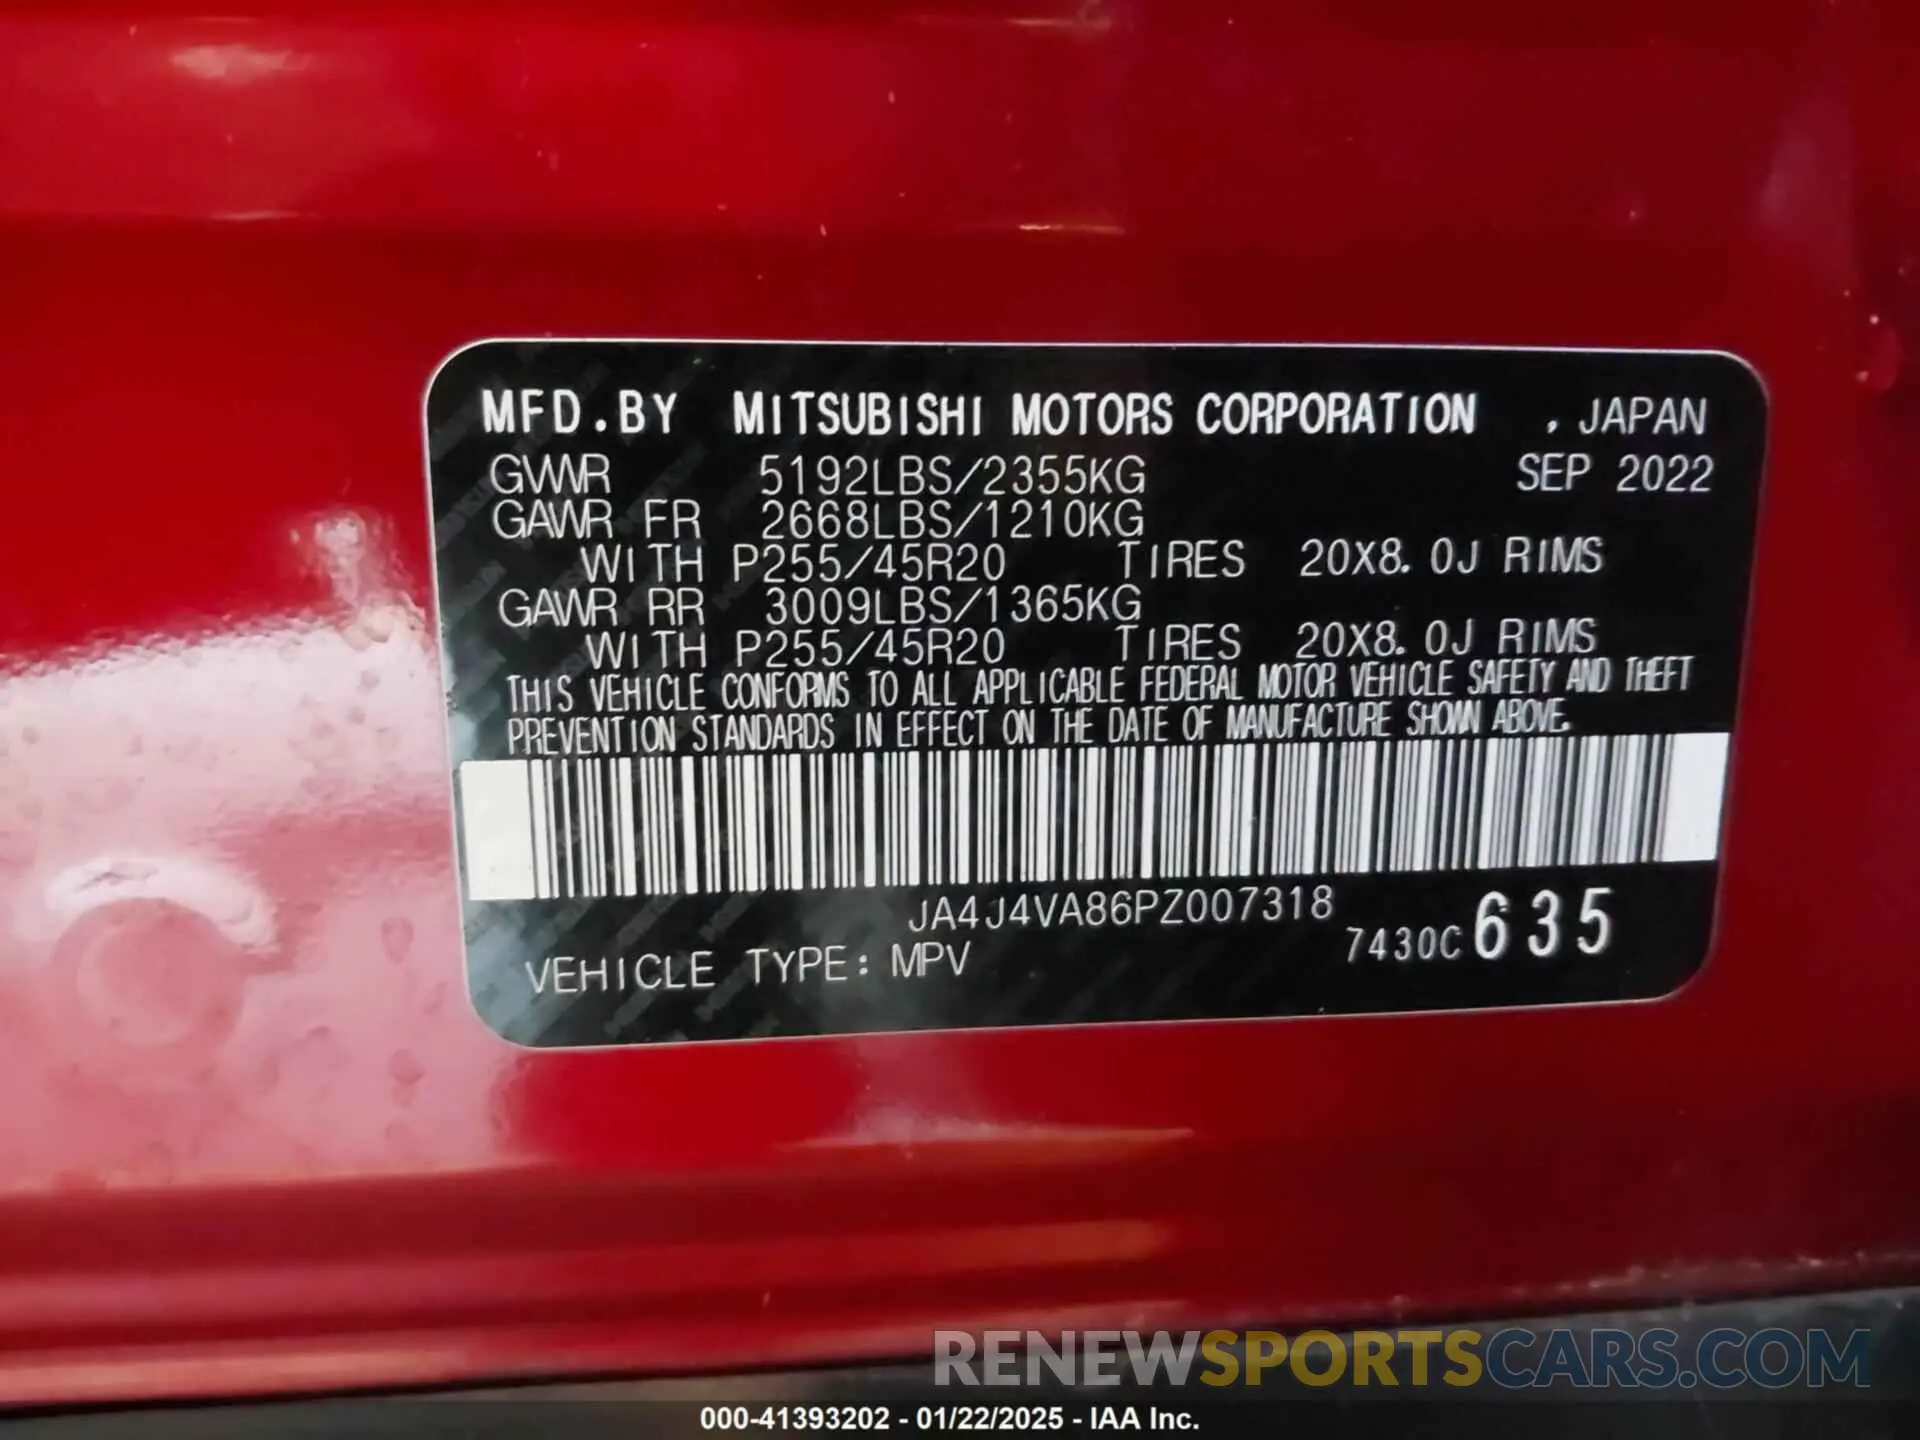 MFD.BY MITSUBISHI MOTORS CORPORATION , JAPAN
GVWR 5192LBS/2355KG SEP 2022
GAWR FR 2668LBS/1210KG
WITH P255/45R20 TIRES 20X8.0J RIMS
GAWR RR 3009LBS/1365KG
WITH P255/45R20 TIRES 20X8.0J RIMS
THIS VEHICLE CONFORMS TO ALL APPLICABLE FEDERAL MOTOR VEHICLE SAFETY AND THEFT
PREVENTION STANDARDS IN EFFECT ON THE DATE OF MANUFACTURE SHOWN ABOVE.
JA4J4VA86PZ007318
7430C 635
VEHICLE TYPE: MPV
RENEWSPORTSCARS.COM
000-41393202 - 01/22/2025 - IAA Inc.